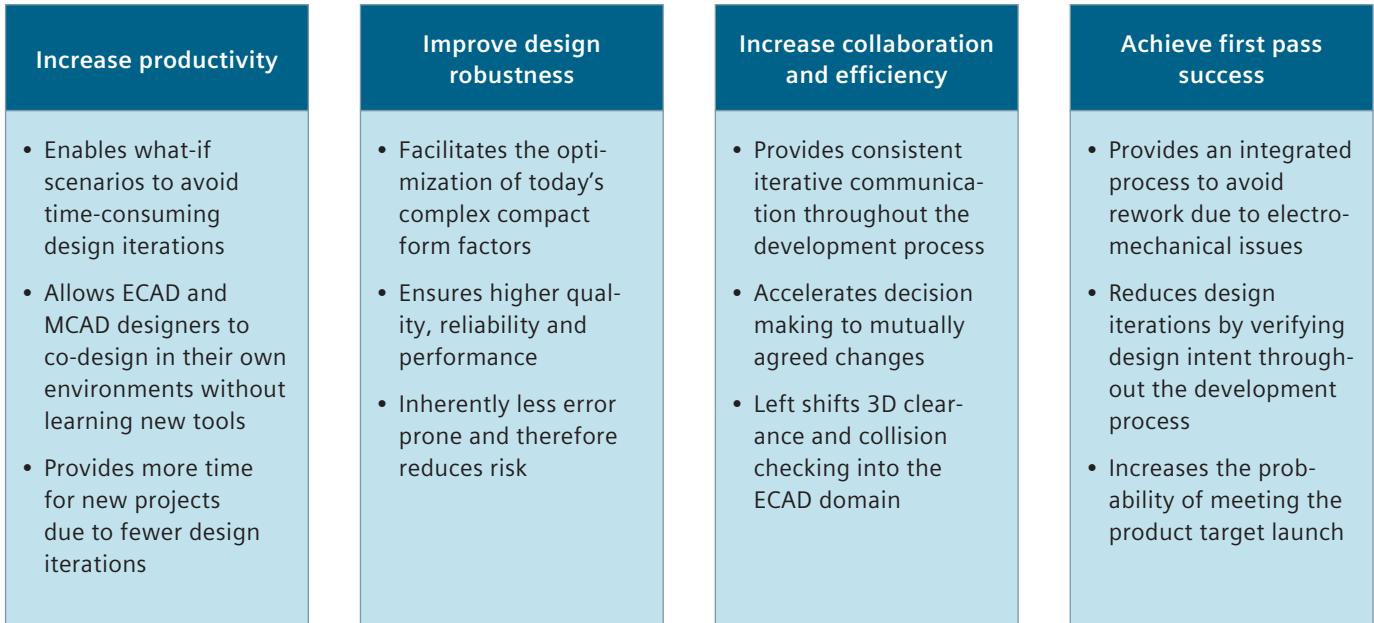 Increase productivity
• Enables what-if
scenarios to avoid
time-consuming
design iterations
• Allows ECAD and
MCAD designers to
co-design in their own
environments without
learning new tools
• Provides more time
for new projects
due to fewer design
iterations
Improve design
robustness
• Facilitates the opti-
mization of today’s
complex compact
form factors
• Ensures higher qual-
ity, reliability and
performance
• Inherently less error
prone and therefore
reduces risk
Increase collaboration
and efficiency
• Provides consistent
iterative communica-
tion throughout the
development process
• Accelerates decision
making to mutually
agreed changes
• Left shifts 3D clear-
ance and collision
checking into the
ECAD domain
Achieve first pass
success
• Provides an integrated
process to avoid
rework due to electro-
mechanical issues
• Reduces design
iterations by verifying
design intent through-
out the development
process
• Increases the prob-
ability of meeting the
product target launch